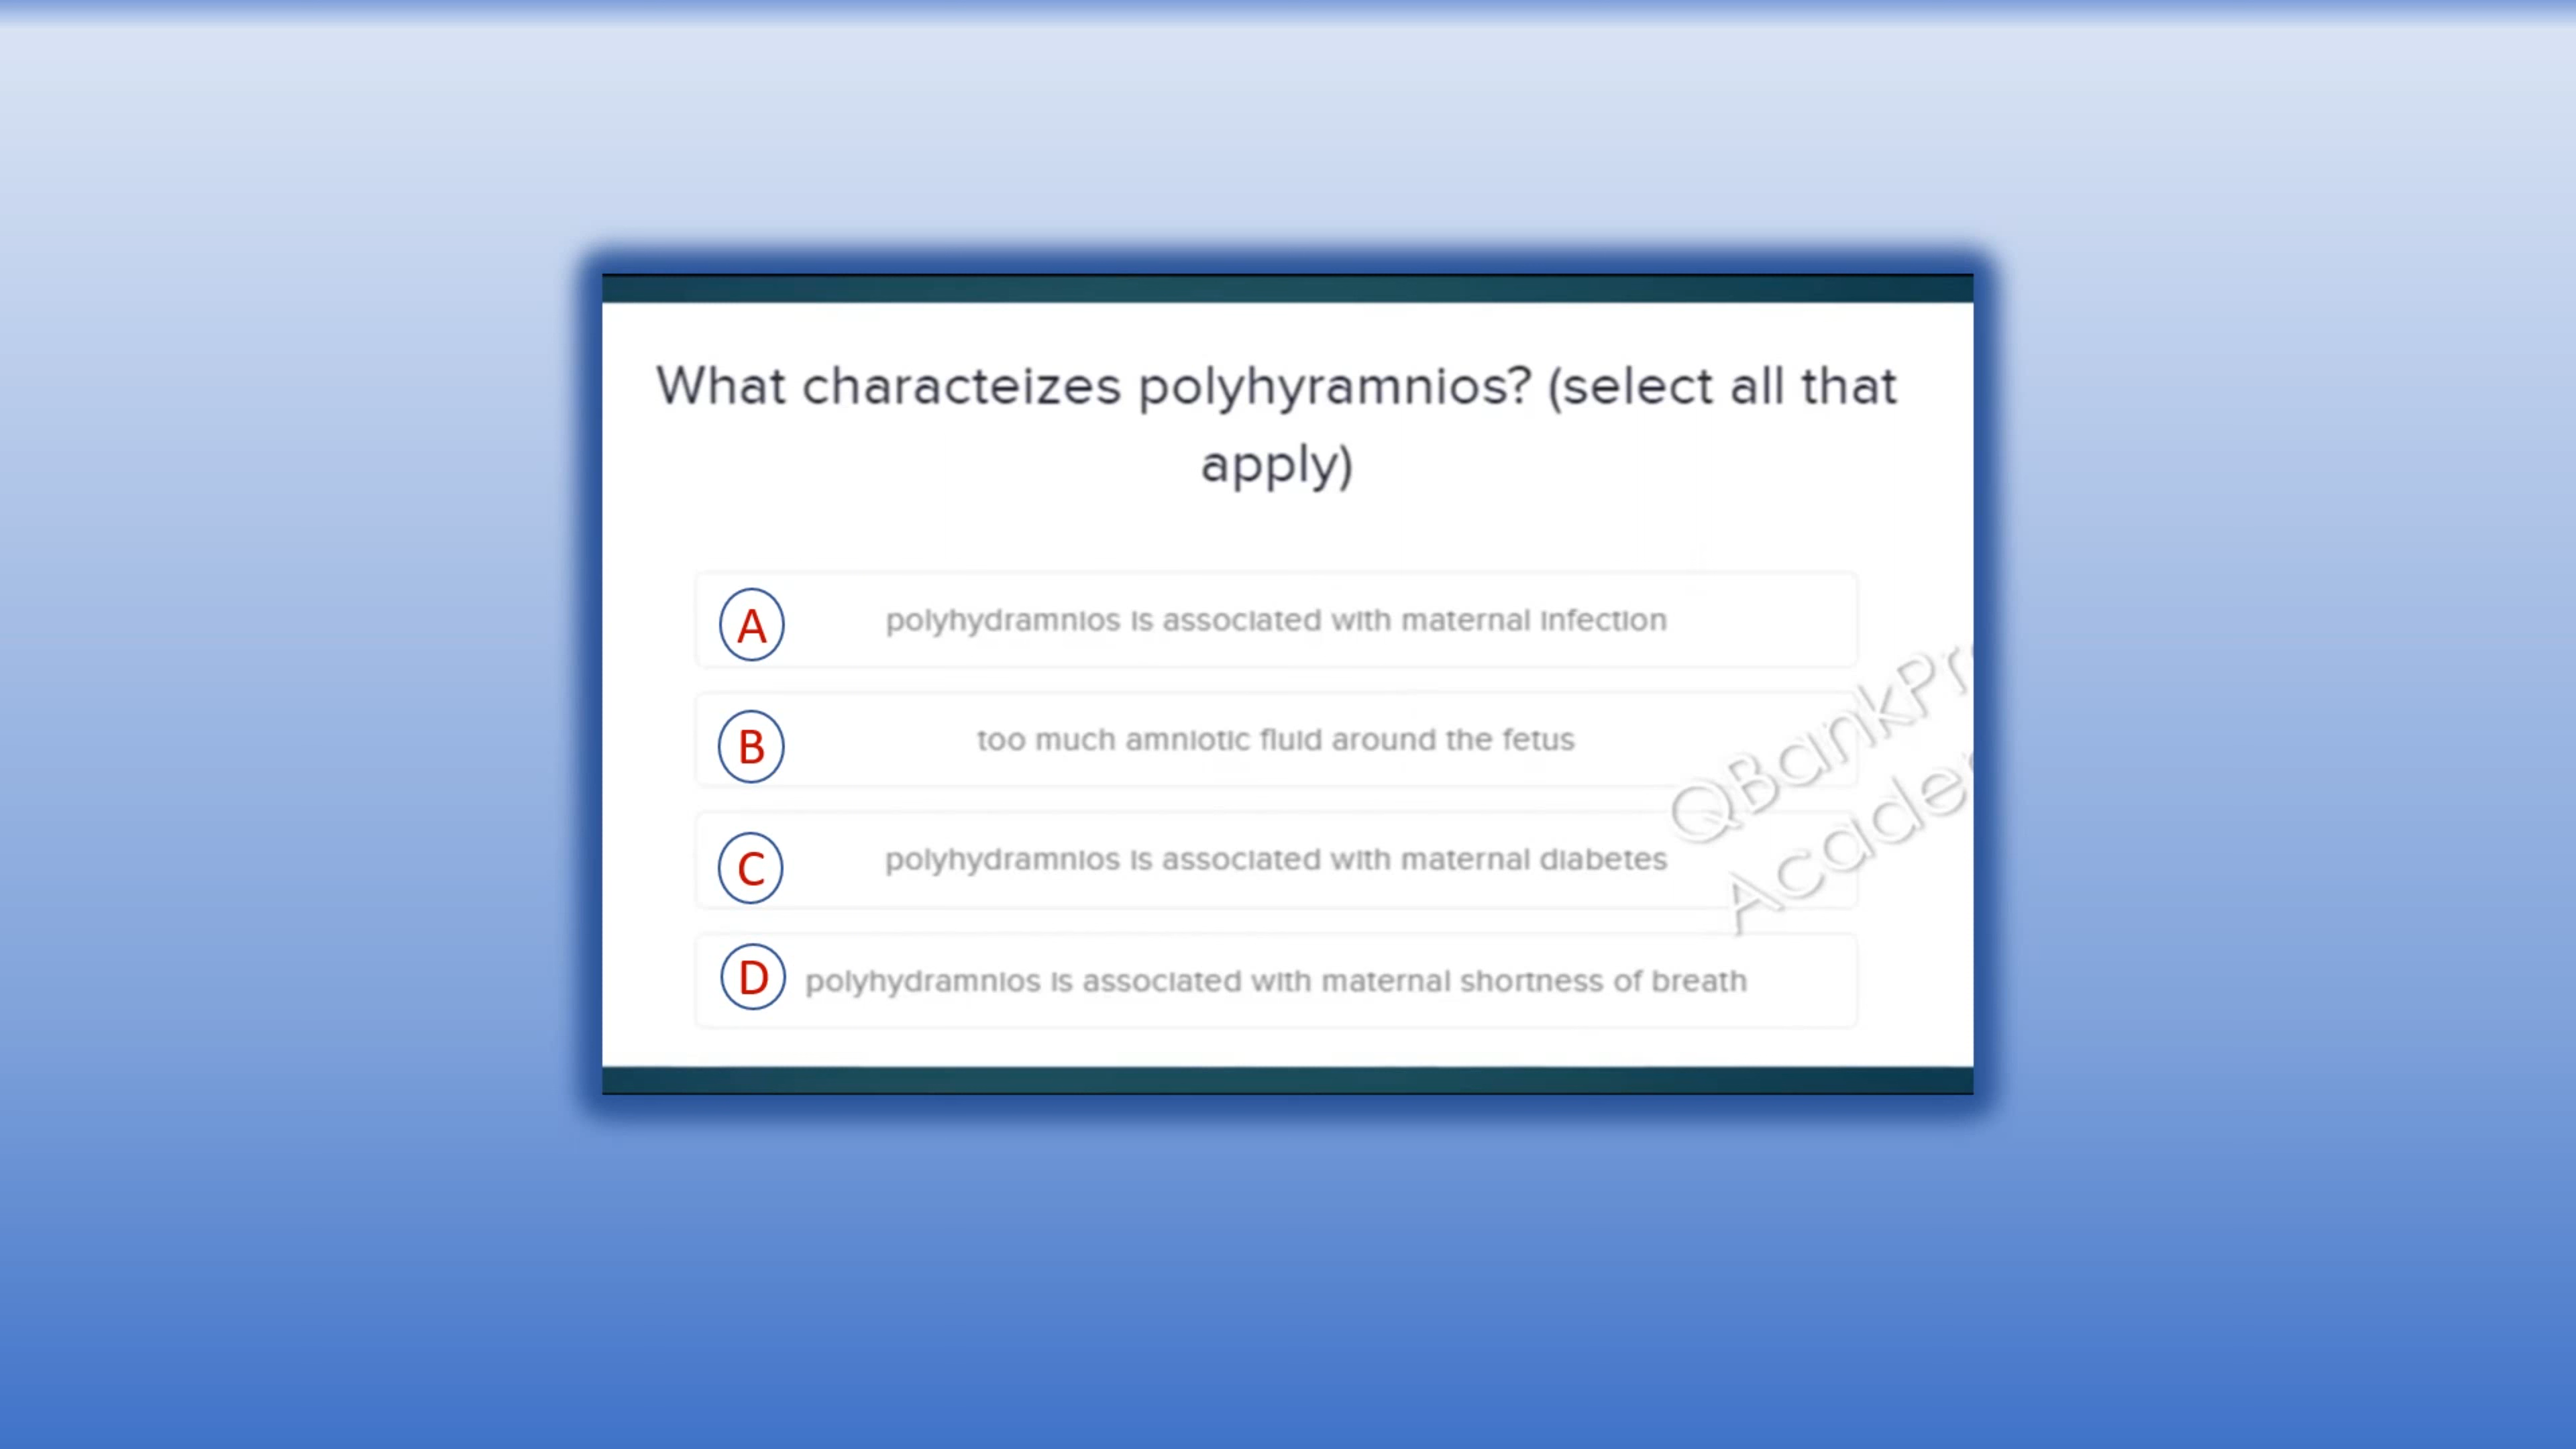 What characteizes polyhyramnios? (select all that
apply)
A polyhydramnios is associated with maternal infection
B too much amniotic fluid around the fetus
C polyhydramnios is associated with maternal diabetes
D polyhydramnios is associated with maternal shortness of breath
QBankPr
Acade